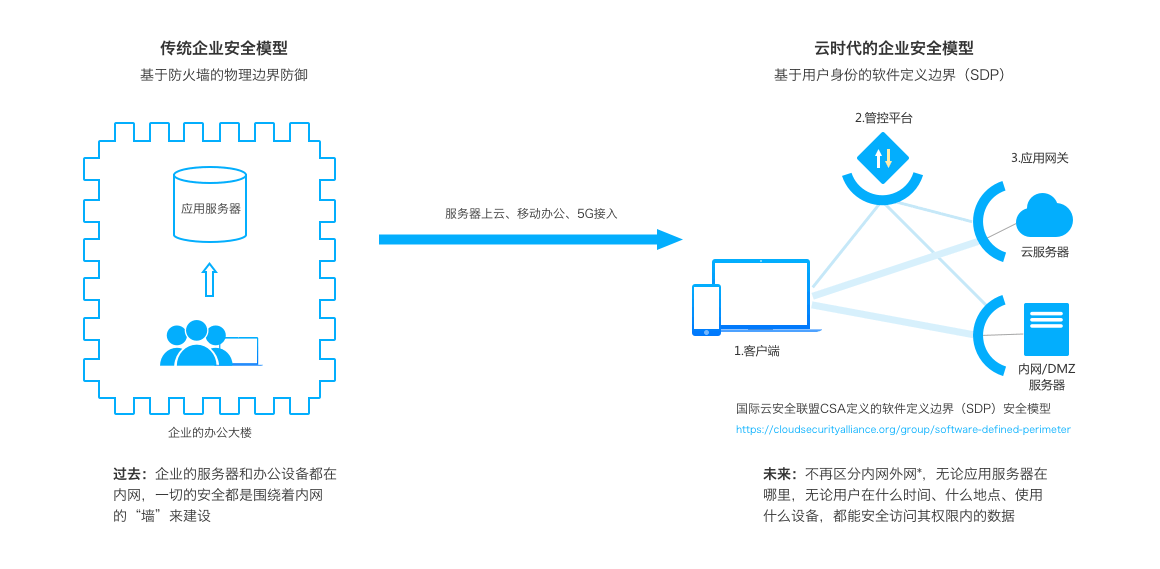 传统企业安全模型
基于防火墙的物理边界防御
应用服务器
企业的办公大楼
过去：企业的服务器和办公设备都在
内网，一切的安全都是围绕着内网
的“墙”来建设
服务器上云、移动办公、5G接入
云时代的企业安全模型
基于用户身份的软件定义边界（SDP）
2.管控平台
3.应用网关
云服务器
1.客户端
内网/DMZ
服务器
国际云安全联盟CSA定义的软件定义边界（SDP）安全模型
https://cloudsecurityalliance.org/group/software-defined-perimeter
未来：不再区分内网外网*，无论应用服务器在
哪里，无论用户在什么时间、什么地点、使用
什么设备，都能安全访问其权限内的数据